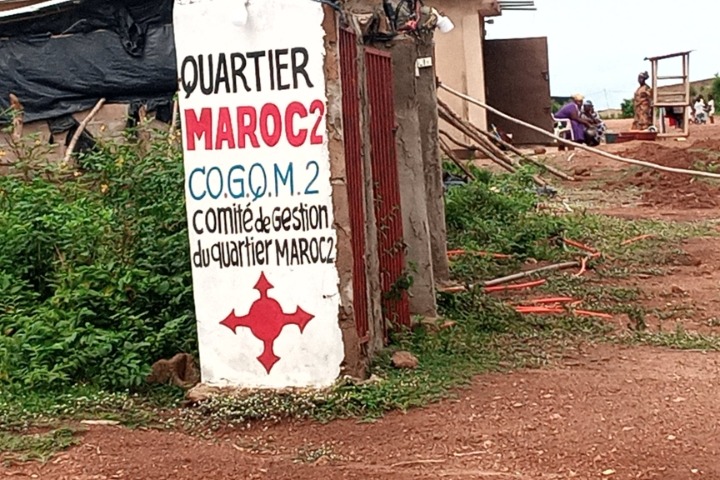 QUARTIER
MAROC2
CO.G.Q.M.2
comité de Gestion
du quartier MAROC2